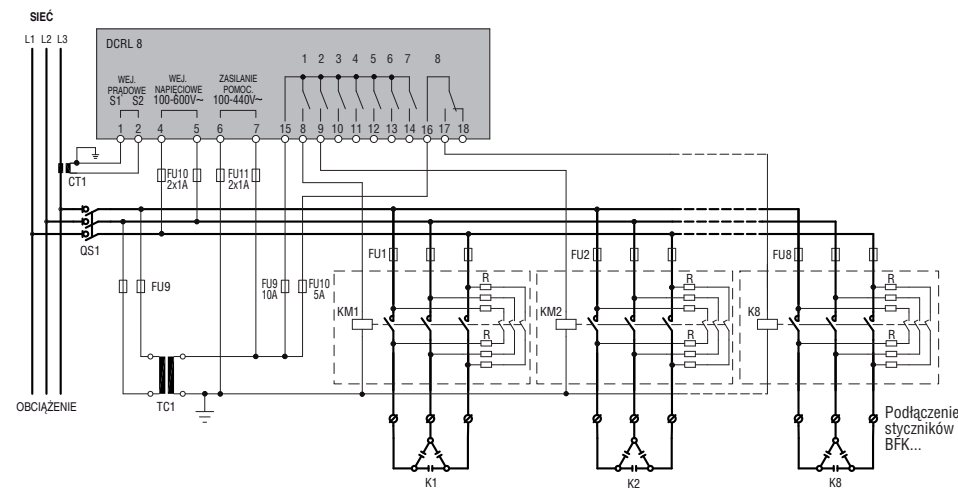 SIEĆ
L1 L2 L3
DCRL 8
WEJ.
PRĄDOWE
S1 S2
WEJ.
NAPIĘCIOWE
100-600V~
ZASILANIE
POMOC.
100-440V~
1 2 3 4 5 6 7 8
1 2 4 5 6 7 15 8 9 10 11 12 13 14 16 17 18
CT1
FU10
2x1A
FU11
2x1A
QS1
FU9
FU9
10A
FU10
5A
FU1
FU2
FU8
KM1
R
R
KM2
R
R
K8
R
R
TC1
OBCIĄŻENIE
Podłączenie
styczników
BFK...
K1
K2
K8